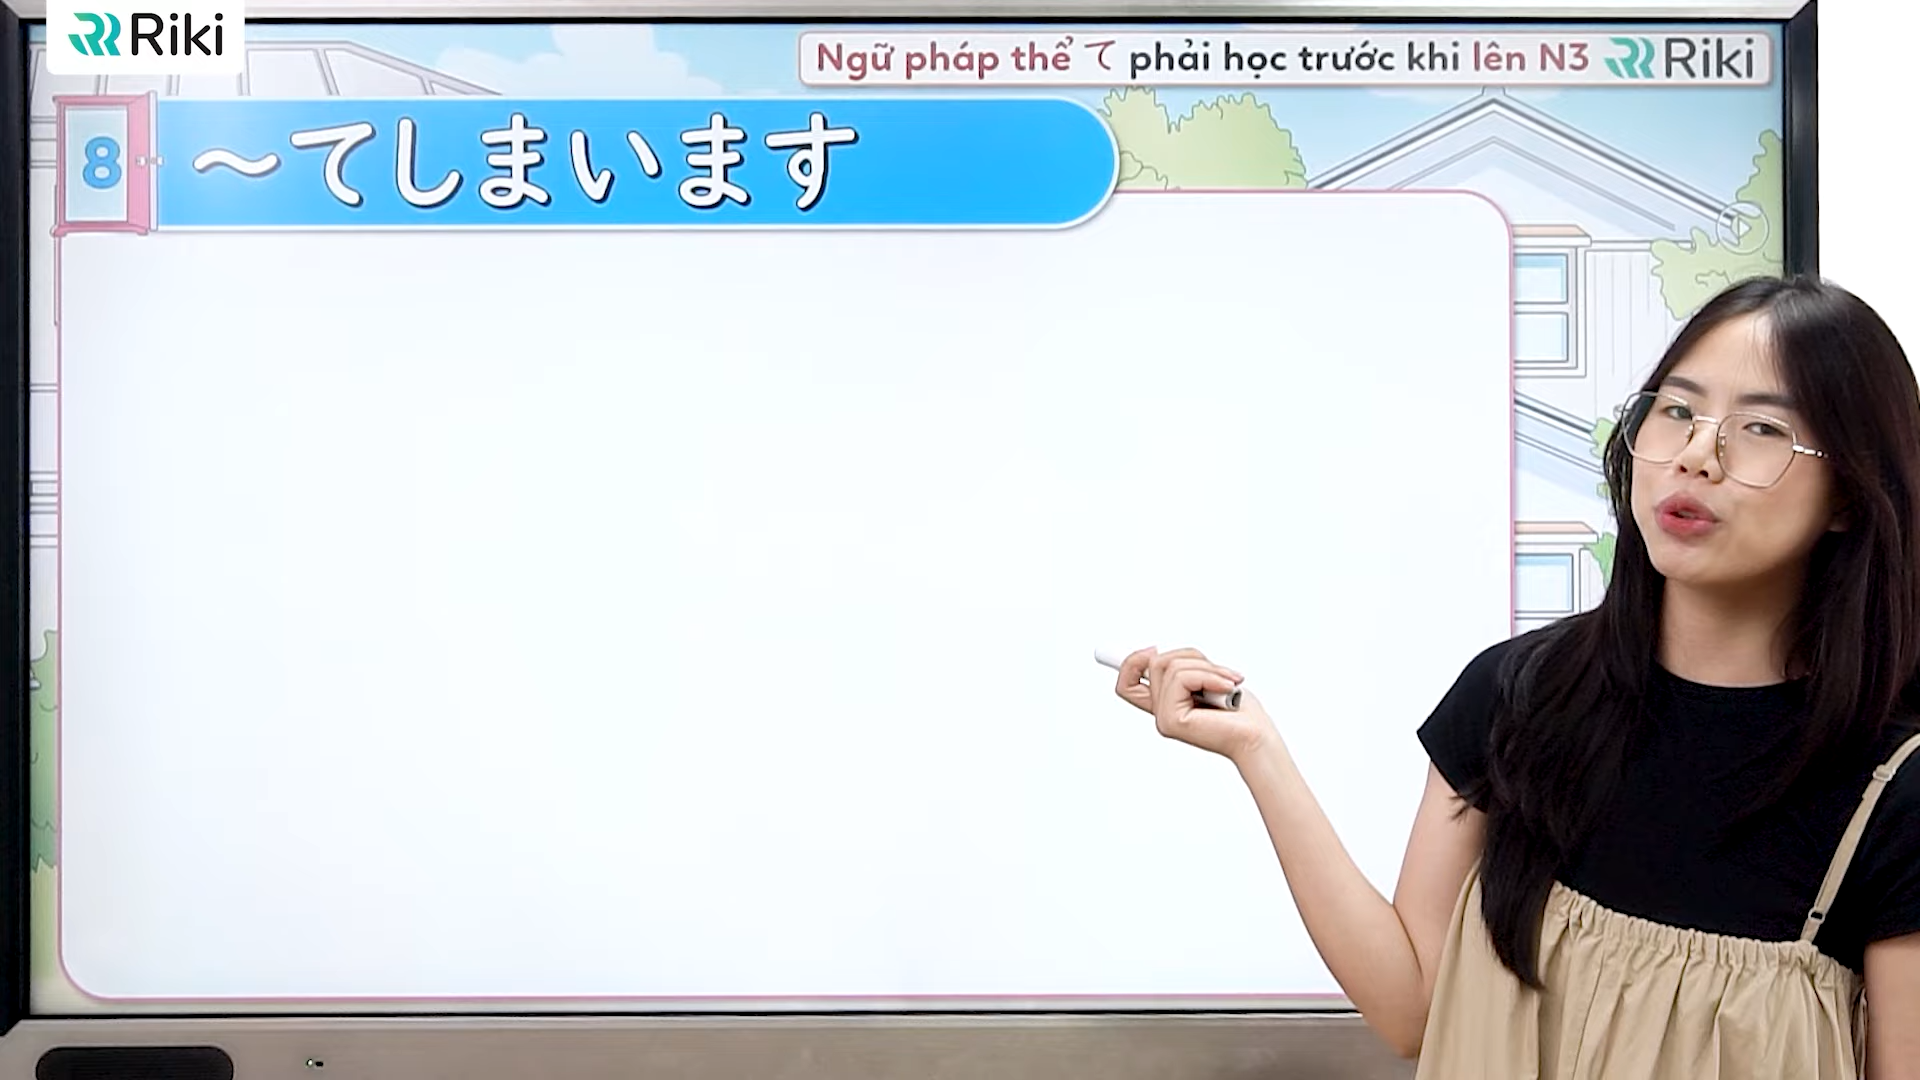 Riki
Ngữ pháp thể て phải học trước khi lên N3 Riki
8 ～てしまいます